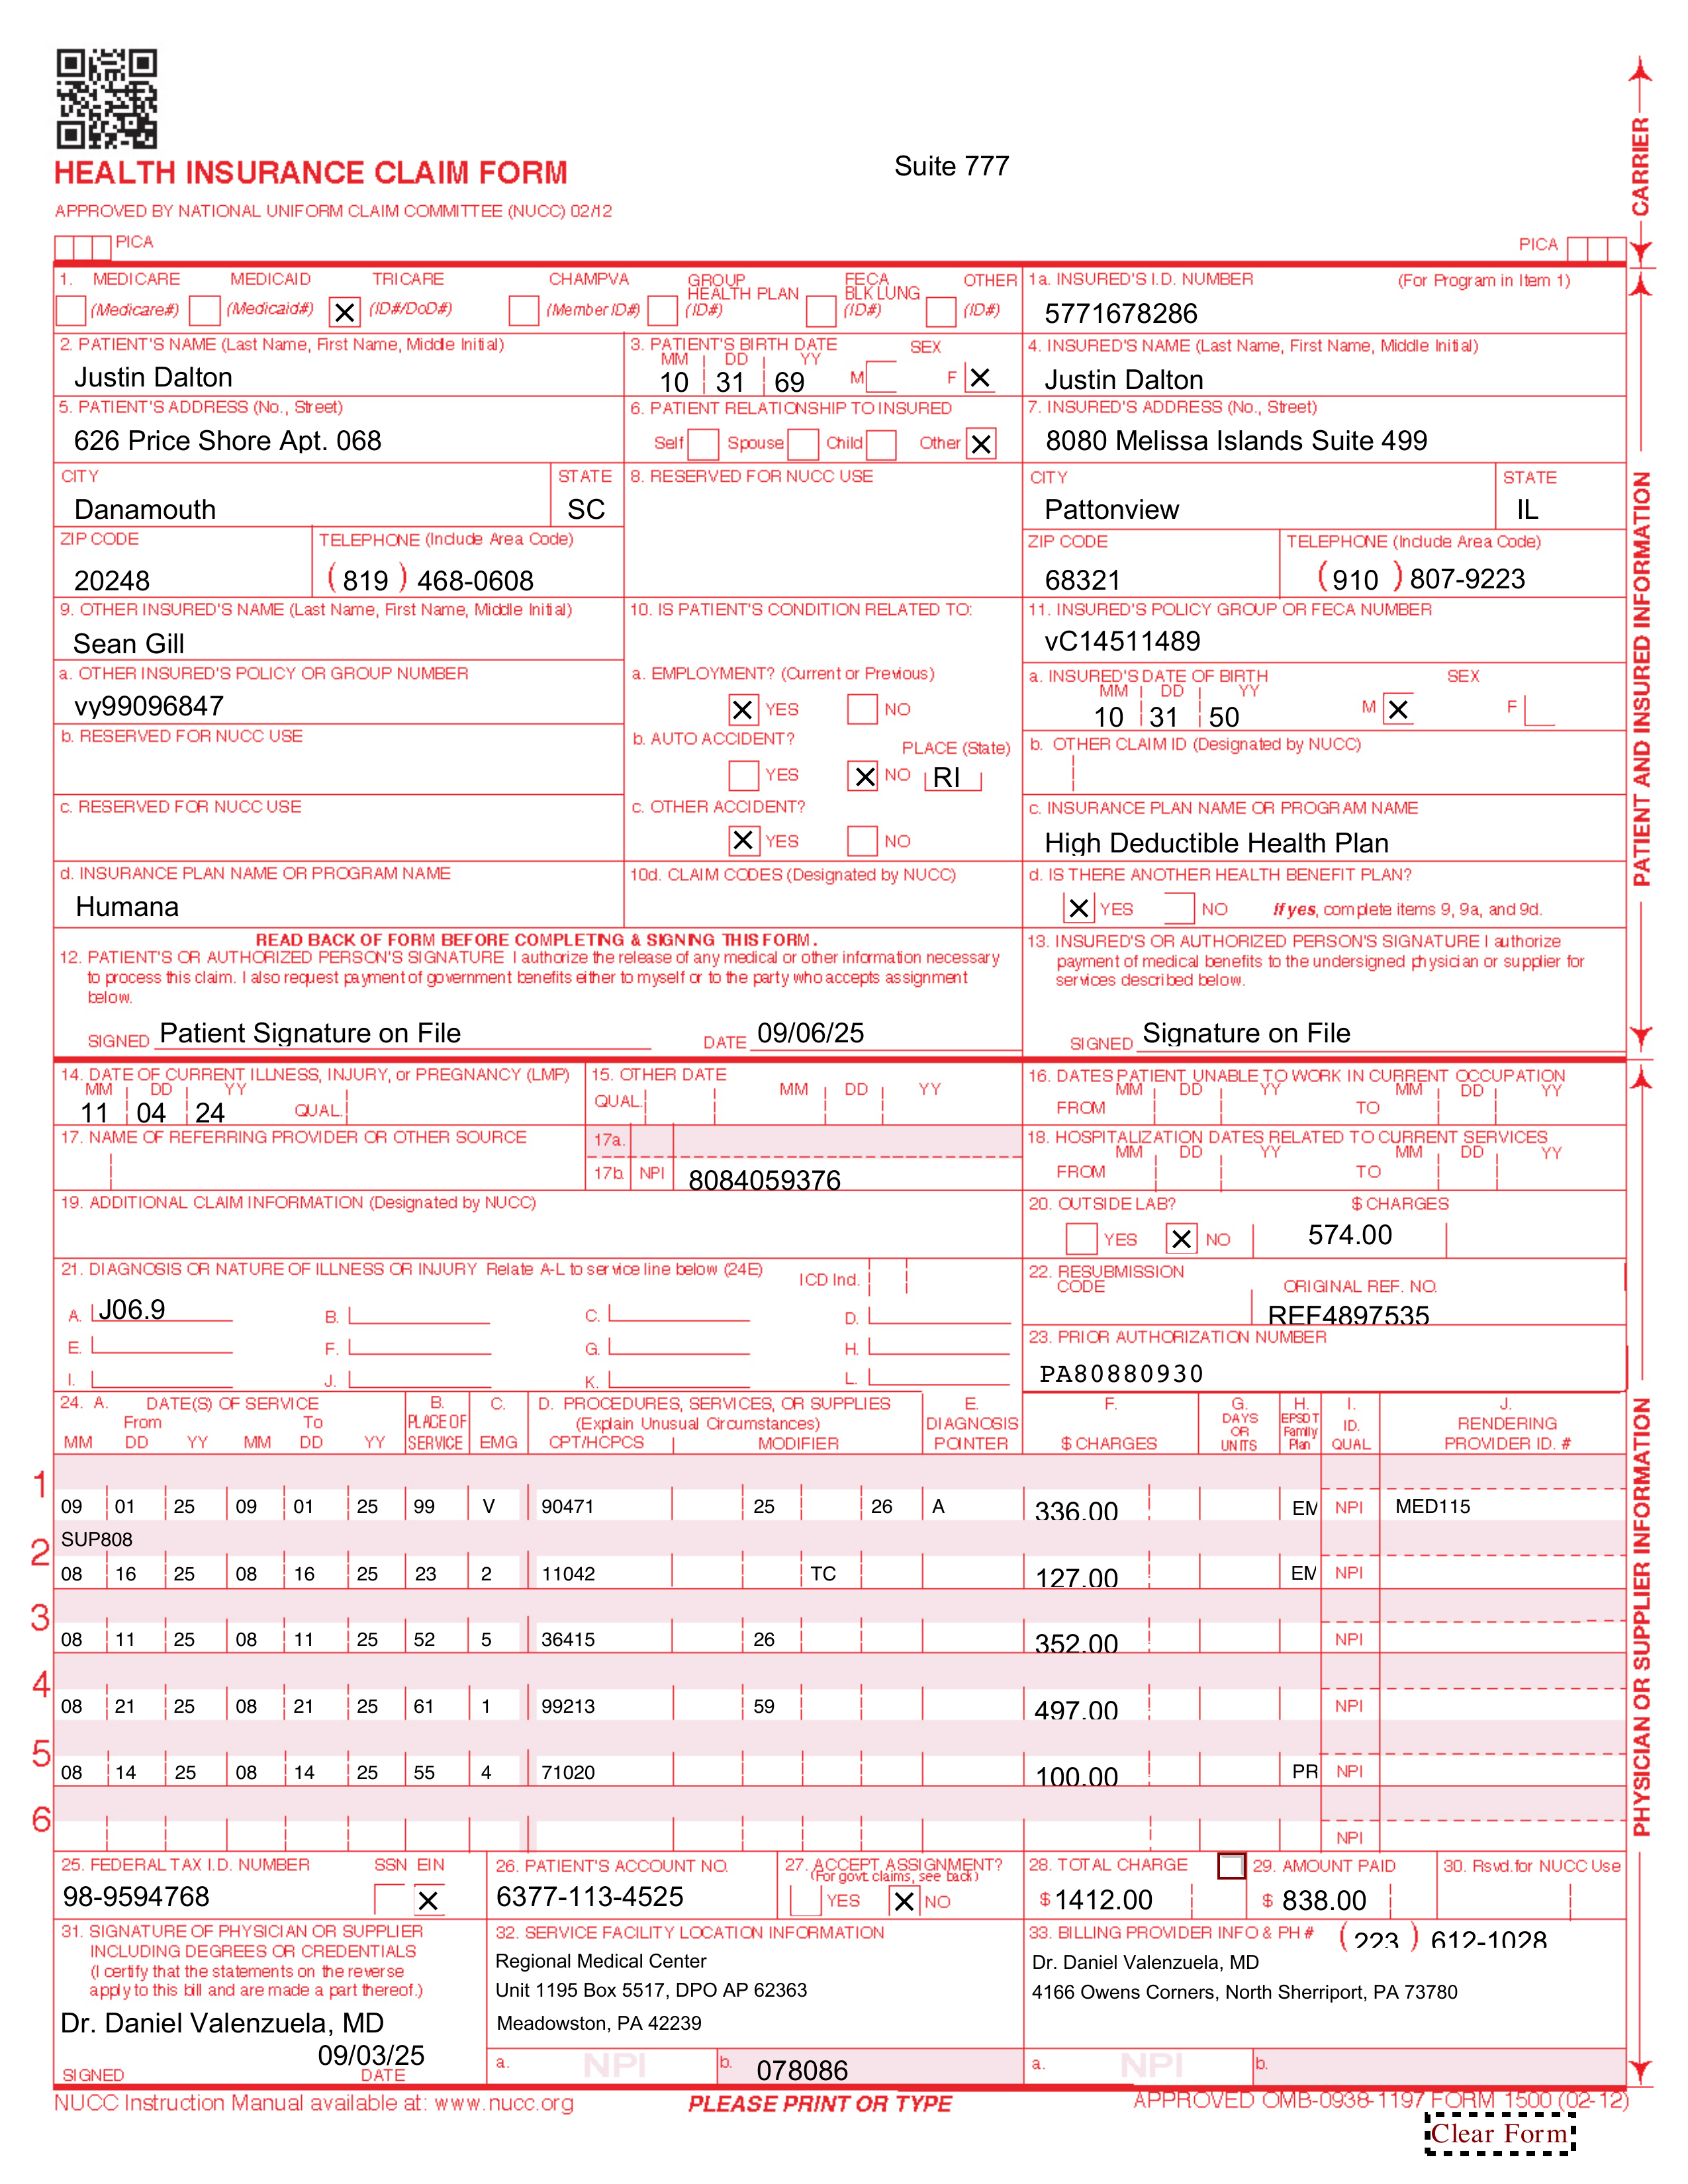 HEALTH INSURANCE CLAIM FORM
Suite 777
APPROVED BY NATIONAL UNIFORM CLAIM COMMITTEE (NUCC) 02/12
PICA
PICA
CARRIER
1. MEDICARE MEDICAID TRICARE CHAMPVA GROUP HEALTH PLAN FECA BLK LUNG OTHER
(Medicare#) (Medicaid#) X (ID#/DoD#) (Member ID#) (ID#) (ID#) (ID#)
1a. INSURED'S I.D. NUMBER (For Program in Item 1)
5771678286
2. PATIENT'S NAME (Last Name, First Name, Middle Initial)
Justin Dalton
3. PATIENT'S BIRTH DATE SEX
MM DD YY
10 31 69 M F X
4. INSURED'S NAME (Last Name, First Name, Middle Initial)
Justin Dalton
5. PATIENT'S ADDRESS (No., Street)
626 Price Shore Apt. 068
6. PATIENT RELATIONSHIP TO INSURED
Self Spouse Child Other X
7. INSURED'S ADDRESS (No., Street)
8080 Melissa Islands Suite 499
CITY STATE
Danamouth SC
8. RESERVED FOR NUCC USE
CITY STATE
Pattonview IL
ZIP CODE TELEPHONE (Include Area Code)
20248 (819) 468-0608
ZIP CODE TELEPHONE (Include Area Code)
68321 (910) 807-9223
9. OTHER INSURED'S NAME (Last Name, First Name, Middle Initial)
Sean Gill
10. IS PATIENT'S CONDITION RELATED TO:
11. INSURED'S POLICY GROUP OR FECA NUMBER
vC14511489
a. OTHER INSURED'S POLICY OR GROUP NUMBER
vy99096847
a. EMPLOYMENT? (Current or Previous)
X YES NO
a. INSURED'S DATE OF BIRTH SEX
MM DD YY
10 31 50 M X F
b. RESERVED FOR NUCC USE
b. AUTO ACCIDENT? PLACE (State)
YES X NO RI
b. OTHER CLAIM ID (Designated by NUCC)
c. RESERVED FOR NUCC USE
c. OTHER ACCIDENT?
X YES NO
c. INSURANCE PLAN NAME OR PROGRAM NAME
High Deductible Health Plan
d. INSURANCE PLAN NAME OR PROGRAM NAME
Humana
10d. CLAIM CODES (Designated by NUCC)
d. IS THERE ANOTHER HEALTH BENEFIT PLAN?
X YES NO If yes, complete items 9, 9a, and 9d.
PATIENT AND INSURED INFORMATION
READ BACK OF FORM BEFORE COMPLETING & SIGNING THIS FORM.
12. PATIENT'S OR AUTHORIZED PERSON'S SIGNATURE I authorize the release of any medical or other information necessary
to process this claim. I also request payment of government benefits either to myself or to the party who accepts assignment
below.
SIGNED Patient Signature on File DATE 09/06/25
13. INSURED'S OR AUTHORIZED PERSON'S SIGNATURE I authorize
payment of medical benefits to the undersigned physician or supplier for
services described below.
SIGNED Signature on File
14. DATE OF CURRENT ILLNESS, INJURY, or PREGNANCY (LMP)
MM DD YY
11 04 24 QUAL.
15. OTHER DATE
QUAL. MM DD YY
16. DATES PATIENT UNABLE TO WORK IN CURRENT OCCUPATION
MM DD YY MM DD YY
FROM TO
17. NAME OF REFERRING PROVIDER OR OTHER SOURCE
17a.
17b. NPI 8084059376
18. HOSPITALIZATION DATES RELATED TO CURRENT SERVICES
MM DD YY MM DD YY
FROM TO
19. ADDITIONAL CLAIM INFORMATION (Designated by NUCC)
20. OUTSIDE LAB? $ CHARGES
YES X NO 574.00
21. DIAGNOSIS OR NATURE OF ILLNESS OR INJURY Relate A-L to service line below (24E) ICD Ind.
A. J06.9 B. C. D.
E. F. G. H.
I. J. K. L.
22. RESUBMISSION CODE ORIGINAL REF. NO.
REF4897535
23. PRIOR AUTHORIZATION NUMBER
PA80880930
24. A. DATE(S) OF SERVICE B. C. D. PROCEDURES, SERVICES, OR SUPPLIES E. F. G. H. I. J.
From To PLACE OF (Explain Unusual Circumstances) DIAGNOSIS DAYS OR UNITS EPSDT Family Plan ID. RENDERING
MM DD YY MM DD YY SERVICE EMG CPT/HCPCS MODIFIER POINTER $ CHARGES QUAL. PROVIDER ID. #
1
09 01 25 09 01 25 99 V 90471 25 26 A 336.00 EM NPI MED115
SUP808
2
08 16 25 08 16 25 23 2 11042 TC 127.00 EM NPI
3
08 11 25 08 11 25 52 5 36415 26 352.00 NPI
4
08 21 25 08 21 25 61 1 99213 59 497.00 NPI
5
08 14 25 08 14 25 55 4 71020 100.00 PR NPI
6
NPI
PHYSICIAN OR SUPPLIER INFORMATION
25. FEDERAL TAX I.D. NUMBER SSN EIN
98-9594768 X
26. PATIENT'S ACCOUNT NO.
6377-113-4525
27. ACCEPT ASSIGNMENT?
(For govt. claims, see back)
YES X NO
28. TOTAL CHARGE
$ 1412.00
29. AMOUNT PAID
$ 838.00
30. Rsvd.for NUCC Use
31. SIGNATURE OF PHYSICIAN OR SUPPLIER
INCLUDING DEGREES OR CREDENTIALS
(I certify that the statements on the reverse
apply to this bill and are made a part thereof.)
Dr. Daniel Valenzuela, MD
09/03/25
SIGNED DATE
32. SERVICE FACILITY LOCATION INFORMATION
Regional Medical Center
Unit 1195 Box 5517, DPO AP 62363
Meadowston, PA 42239
a. NPI b. 078086
33. BILLING PROVIDER INFO & PH # (223) 612-1028
Dr. Daniel Valenzuela, MD
4166 Owens Corners, North Sherriport, PA 73780
a. NPI b.
NUCC Instruction Manual available at: www.nucc.org
PLEASE PRINT OR TYPE
APPROVED OMB-0938-1197 FORM 1500 (02-12)
Clear Form